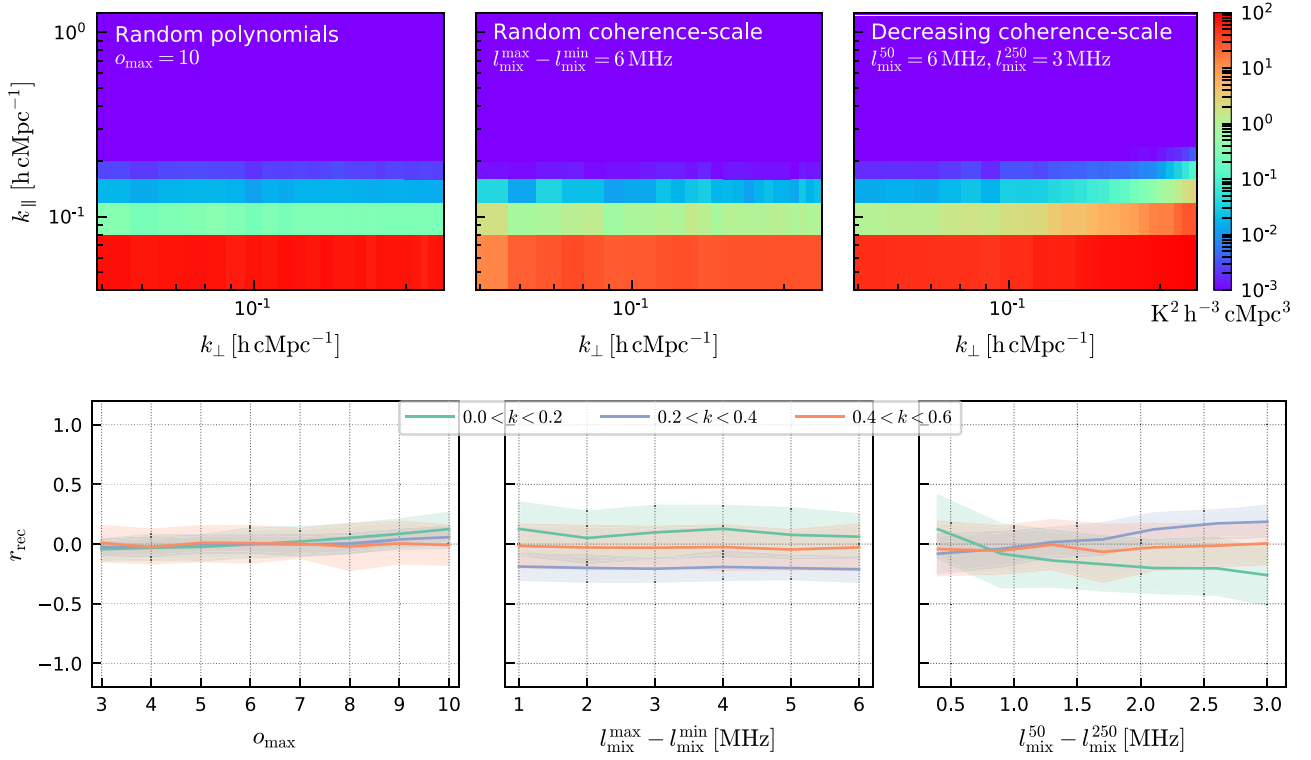 Random polynomials
o_max = 10
Random coherence-scale
l_mix^max − l_mix^min = 6 MHz
Decreasing coherence-scale
l_mix^50 = 6 MHz, l_mix^250 = 3 MHz
10^0
10^-1
k_∥ [h cMpc^-1]
10^-1
10^-1
10^-1
k_⊥ [h cMpc^-1]
k_⊥ [h cMpc^-1]
k_⊥ [h cMpc^-1]
10^2
10^1
10^0
10^-1
10^-2
10^-3
K^2 h^-3 cMpc^3
0.0 < k < 0.2
0.2 < k < 0.4
0.4 < k < 0.6
1.0
0.5
0.0
−0.5
−1.0
r_rec
3 4 5 6 7 8 9 10
o_max
1 2 3 4 5 6
l_mix^max − l_mix^min [MHz]
0.5 1.0 1.5 2.0 2.5 3.0
l_mix^50 − l_mix^250 [MHz]